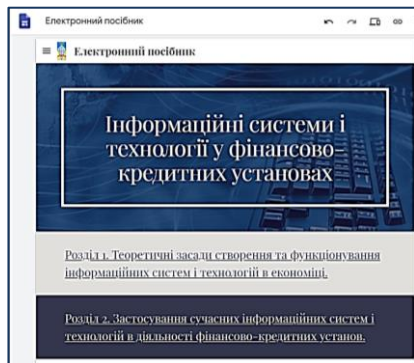 Електронний посібник
Електронний посібник
Інформаційні системи і
технології у фінансово-
кредитних установах
Розділ 1. Теоретичні засади створення та функціонування
інформаційних систем і технологій в економіці.
Розділ 2. Застосування сучасних інформаційних систем і
технологій в діяльності фінансово-кредитних установ.